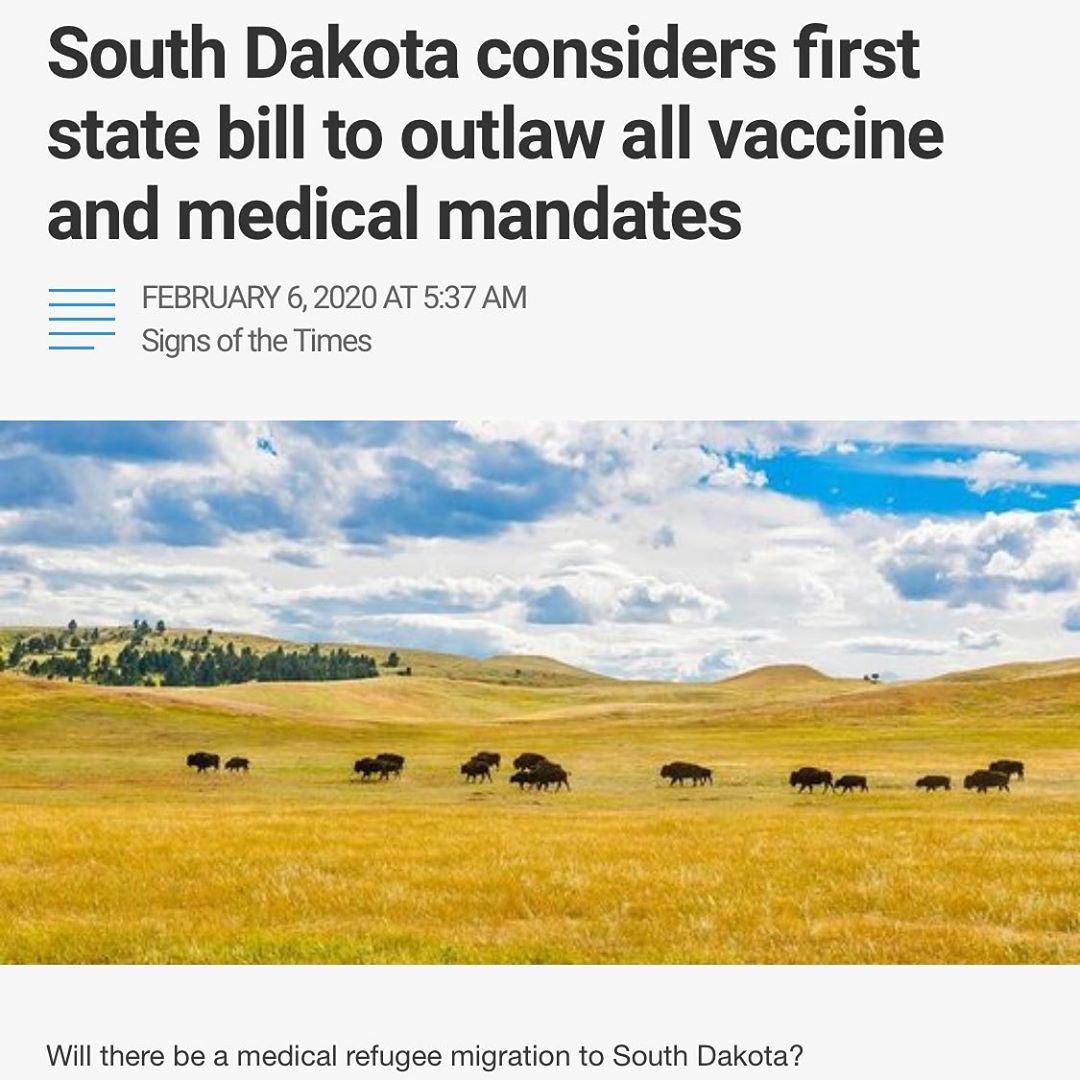 South Dakota considers first
state bill to outlaw all vaccine
and medical mandates
FEBRUARY 6, 2020 AT 5:37 AM
Signs of the Times
Will there be a medical refugee migration to South Dakota?